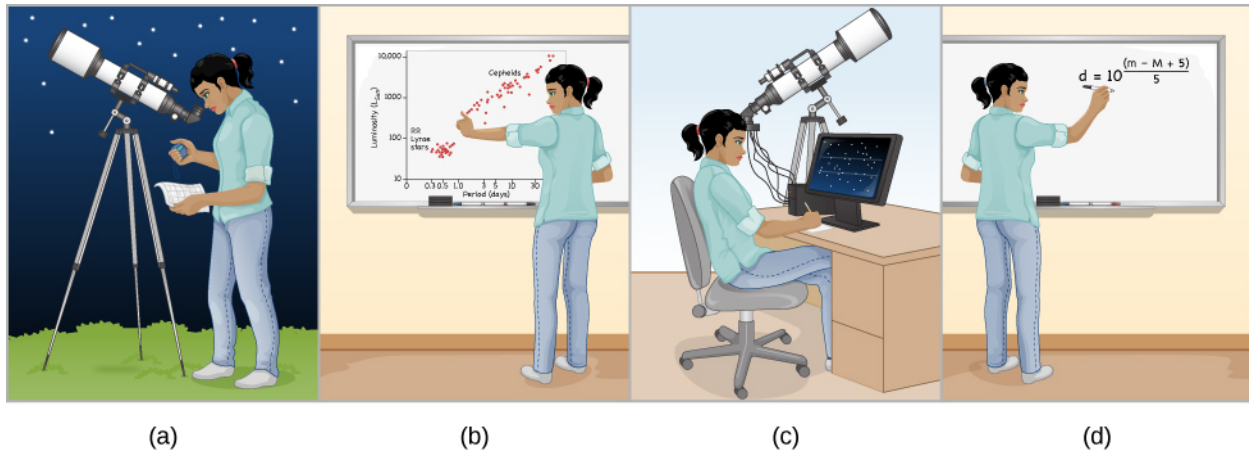 10,000
1000
100
10
Luminosity (LSun)
Cepheids
RR
Lyrae
stars
0 0.3 0.5 1.0 3 5 10 30
Period (days)
d = 10^((m – M + 5)/5)
(a) (b) (c) (d)